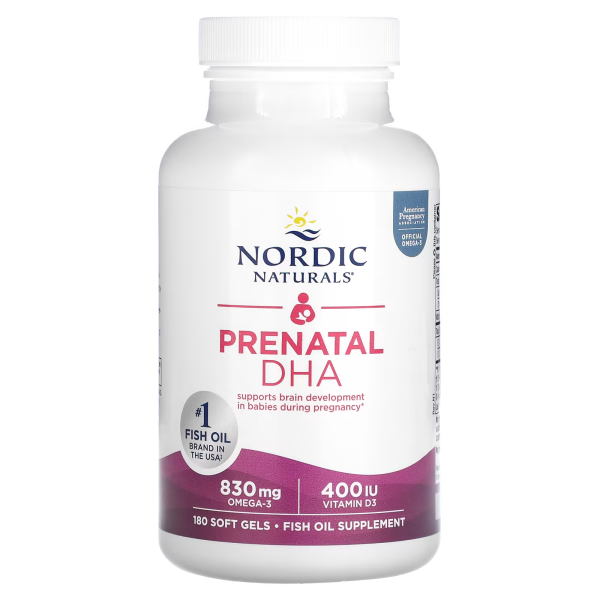 American
Pregnancy
ASSOCIATION
OFFICIAL
OMEGA-3
NORDIC
NATURALS®
PRENATAL
DHA
supports brain development
in babies during pregnancy*
#1
FISH OIL
BRAND IN
THE USA‡
830 mg
OMEGA-3
400 IU
VITAMIN D3
180 SOFT GELS • FISH OIL SUPPLEMENT